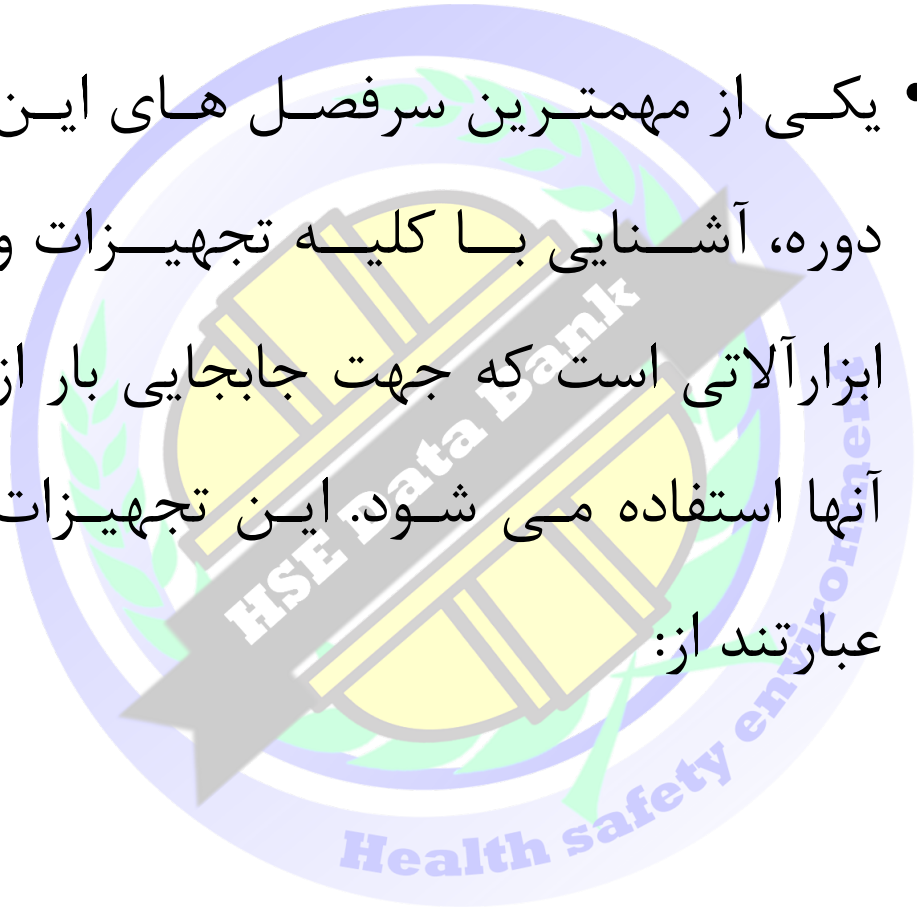 • یکی از مهمترین سرفصل های این
دوره، آشنایی با کلیه تجهیزات و
ابزارآلاتی است که جهت جابجایی بار از
آنها استفاده می شود. این تجهیزات
عبارتند از:
HSE Data Bank
Health safety environment